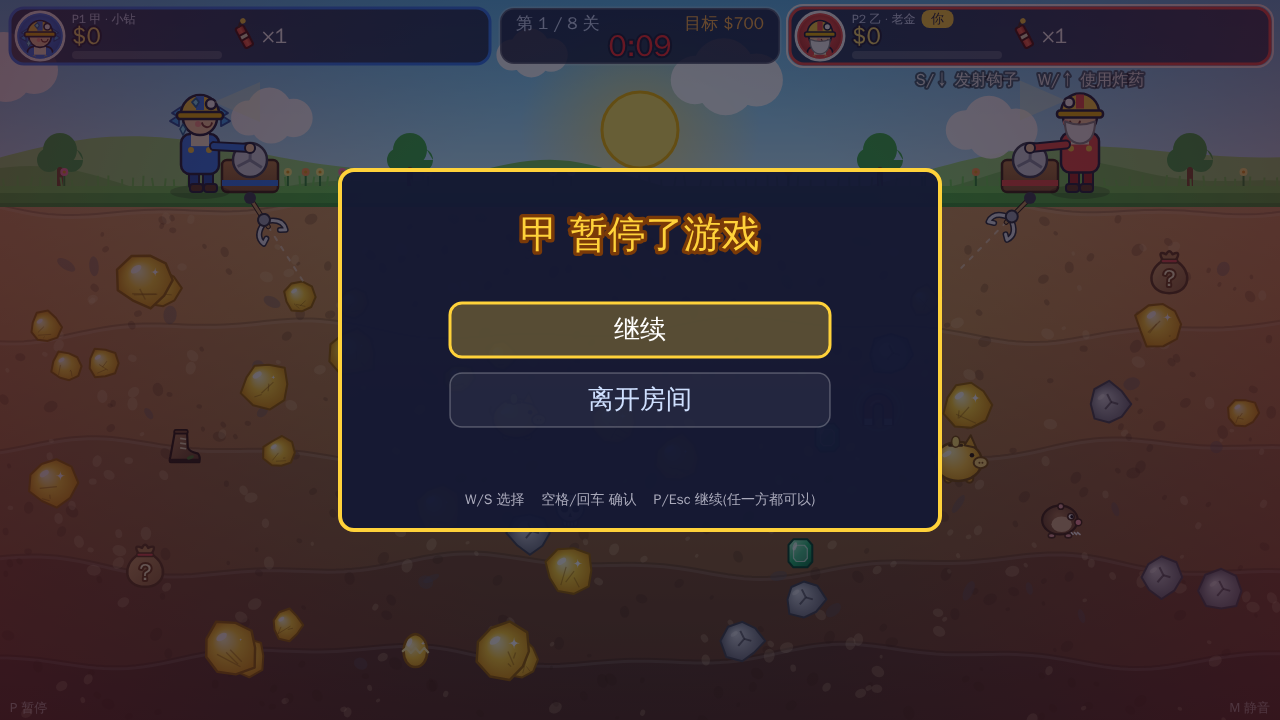 P1 甲 · 小钻
$0
×1
第 1 / 8 关
目标 $700
0:09
P2 乙 · 老金
你
$0
×1
S/↓ 发射钩子 W/↑ 使用炸药
甲 暂停了游戏
继续
离开房间
W/S 选择 空格/回车 确认 P/Esc 继续(任一方都可以)
?
?
P 暂停
M 静音